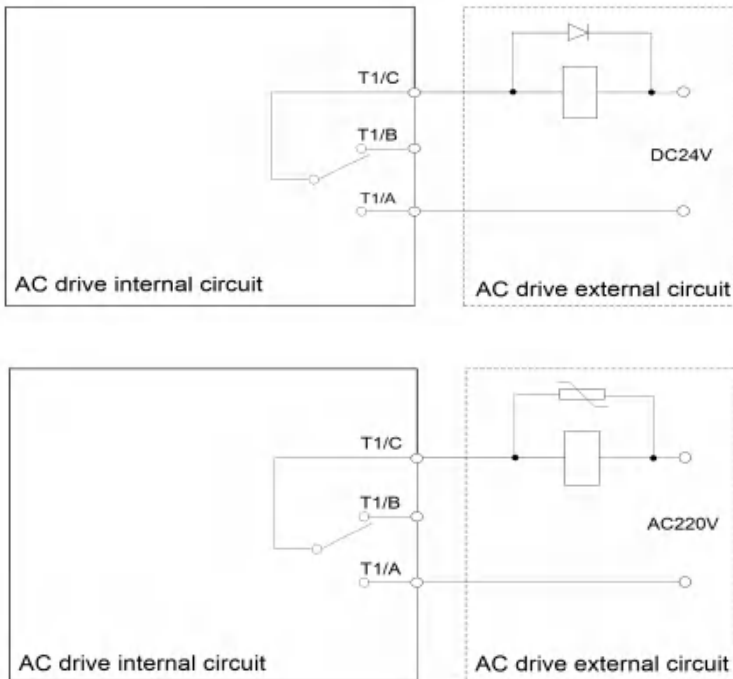 T1/C
T1/B
DC24V
T1/A
AC drive internal circuit
AC drive external circuit
T1/C
T1/B
AC220V
T1/A
AC drive internal circuit
AC drive external circuit